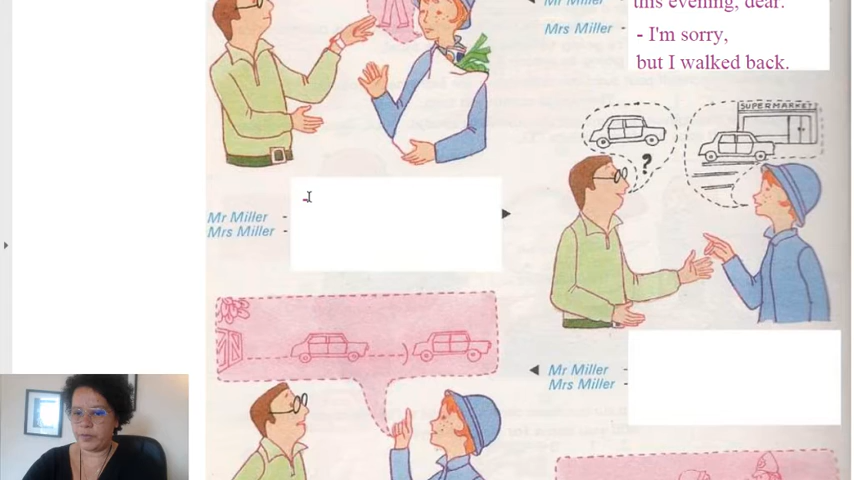 Mr Miller -
this evening, dear.
Mrs Miller -
- I'm sorry,
but I walked back.
SUPERMARKET
?
-
Mr Miller -
Mrs Miller -
Mr Miller -
Mrs Miller -